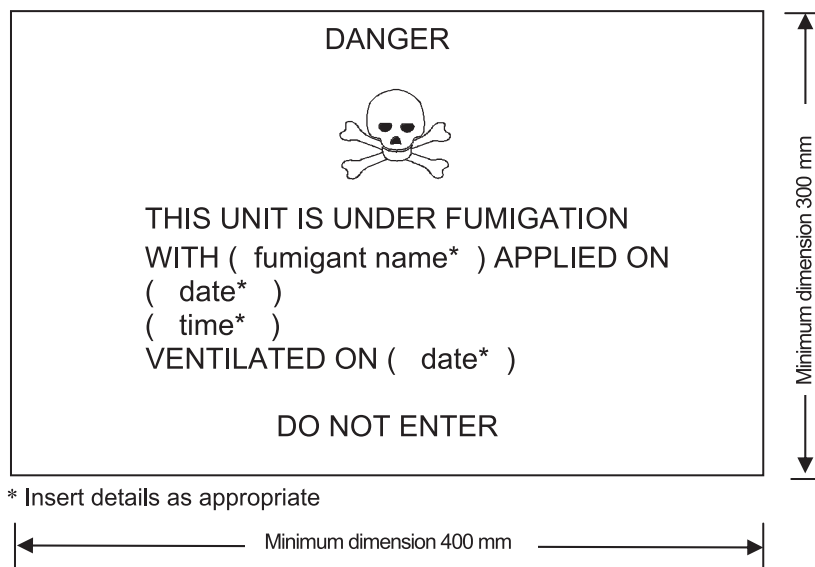 DANGER
THIS UNIT IS UNDER FUMIGATION
WITH ( fumigant name* ) APPLIED ON
( date* )
( time* )
VENTILATED ON ( date* )
DO NOT ENTER
* Insert details as appropriate
Minimum dimension 400 mm
Minimum dimension 300 mm